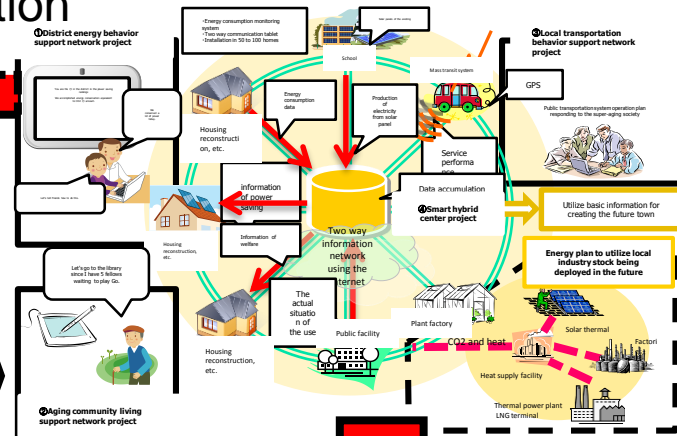 tion
①District energy behavior
support network project
・Energy consumption monitoring
system
・Two way communication tablet
・Installation in 50 to 100 homes
School
③Local transportation
behavior support network
project
Mass transit system
GPS
Public transportation system operation plan
responding to the super-aging society
Energy
consumption
data
Production
of
electricity
from solar
panel
Housing
reconstructi
on, etc.
Service
performa
nce
Data accumulation
④Smart hybrid
center project
information
of power
saving
Utilize basic information for
creating the future town
Two way
information
network
using the
Internet
Information of
welfare
Housing
reconstruction,
etc.
Energy plan to utilize local
industry stock being
deployed in the future
Let's go to the library
since I have 5 fellows
waiting to play Go.
The
actual
situatio
n of
the use
Public facility
Plant factory
CO2 and heat
Solar thermal
Factori
Heat supply facility
Housing
reconstruction,
etc.
Thermal power plant
LNG terminal
②Aging community living
support network project